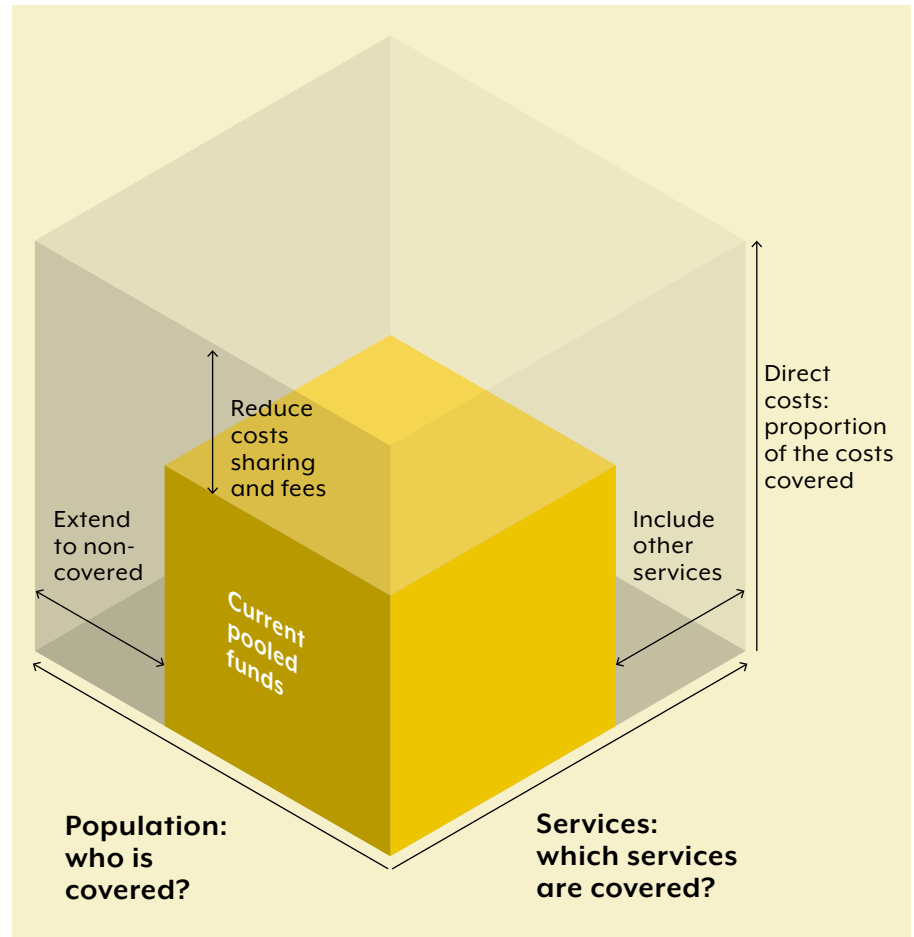 Direct
costs:
proportion
of the costs
covered
Reduce
costs
sharing
and fees
Extend
to non-
covered
Include
other
services
Current
pooled
funds
Population:
who is
covered?
Services:
which services
are covered?